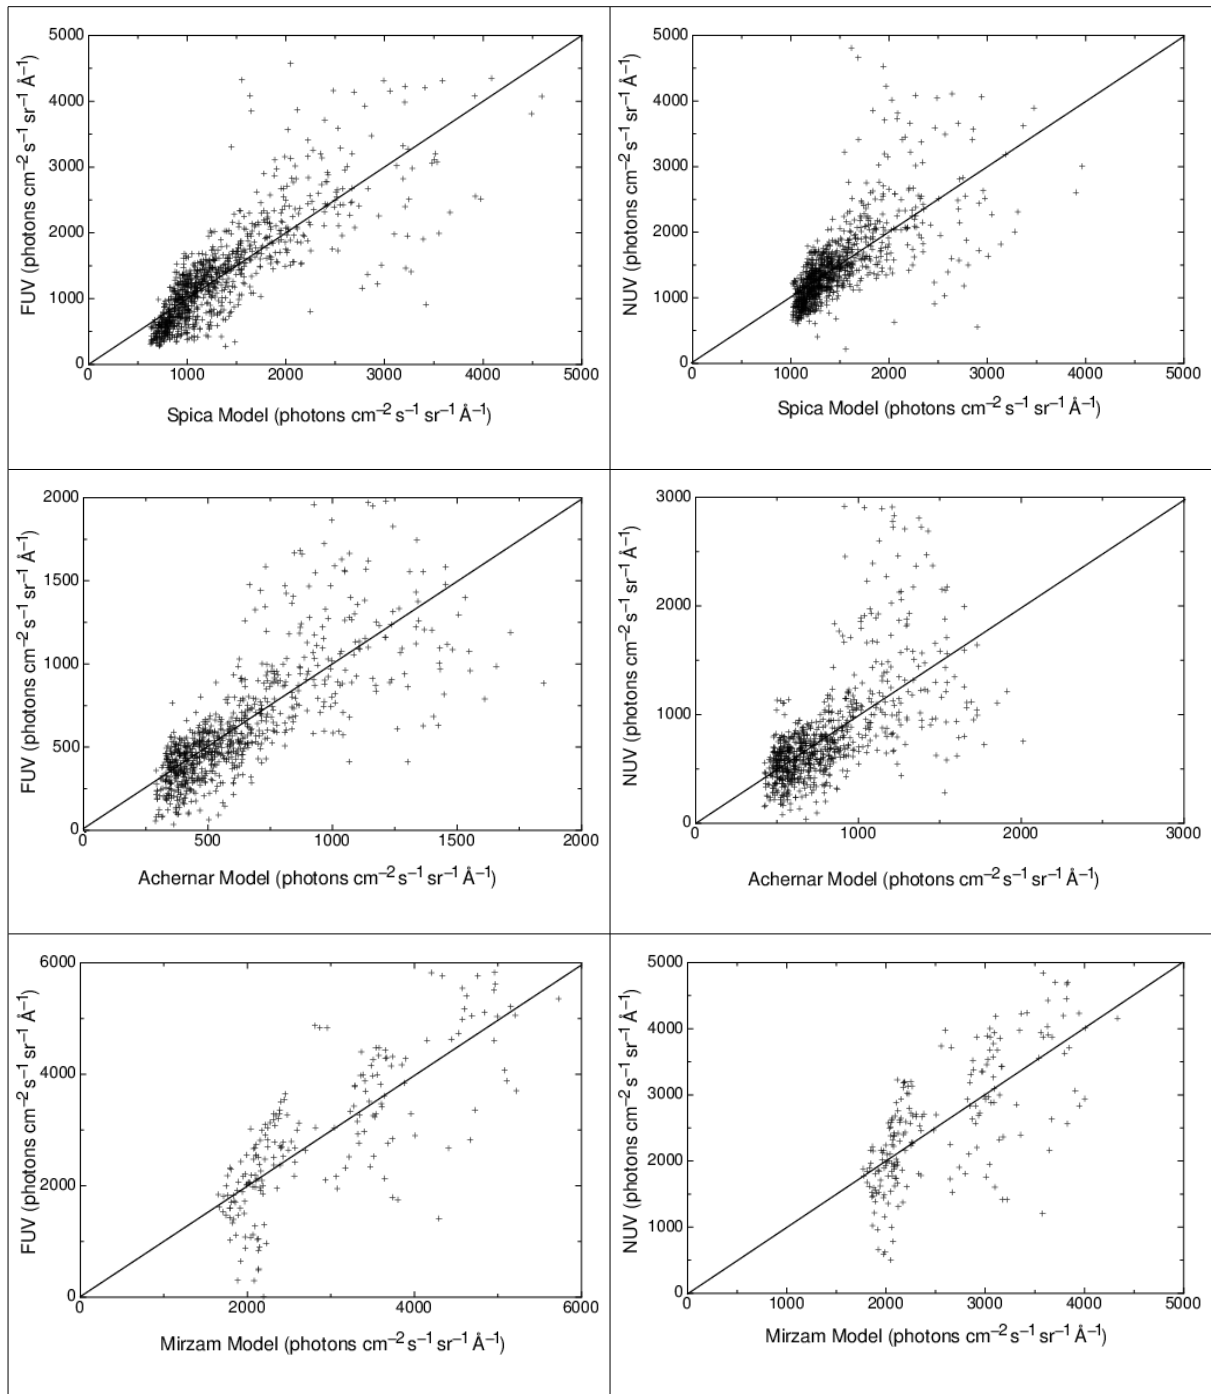 5000
4000
3000
2000
1000
0
FUV (photons cm−2 s−1 sr−1 Å−1)
0 1000 2000 3000 4000 5000
Spica Model (photons cm−2 s−1 sr−1 Å−1)
5000
4000
3000
2000
1000
0
NUV (photons cm−2 s−1 sr−1 Å−1)
0 1000 2000 3000 4000 5000
Spica Model (photons cm−2 s−1 sr−1 Å−1)
2000
1500
1000
500
0
FUV (photons cm−2 s−1 sr−1 Å−1)
0 500 1000 1500 2000
Achernar Model (photons cm−2 s−1 sr−1 Å−1)
3000
2000
1000
0
NUV (photons cm−2 s−1 sr−1 Å−1)
0 1000 2000 3000
Achernar Model (photons cm−2 s−1 sr−1 Å−1)
6000
4000
2000
0
FUV (photons cm−2 s−1 sr−1 Å−1)
0 2000 4000 6000
Mirzam Model (photons cm−2 s−1 sr−1 Å−1)
5000
4000
3000
2000
1000
0
NUV (photons cm−2 s−1 sr−1 Å−1)
0 1000 2000 3000 4000 5000
Mirzam Model (photons cm−2 s−1 sr−1 Å−1)